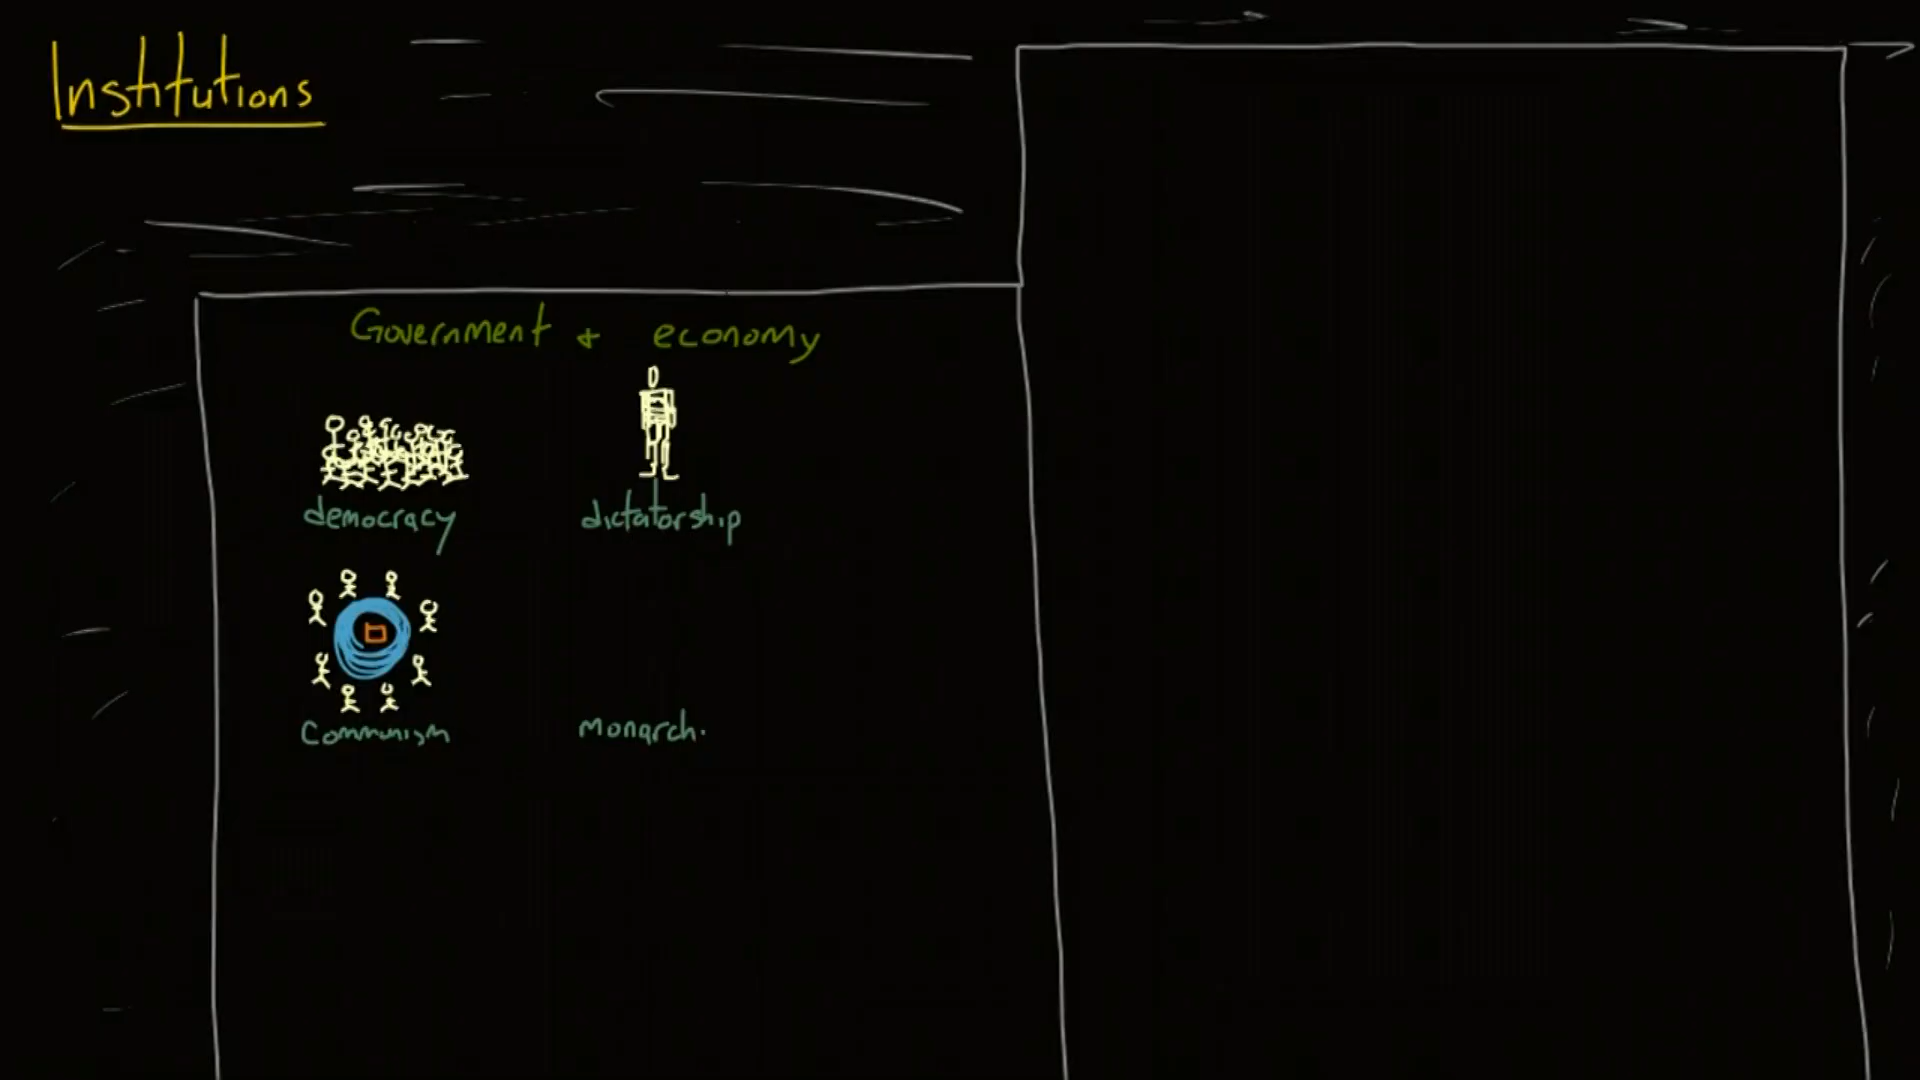 Institutions
Government + economy
democracy dictatorship
Communism monarch.